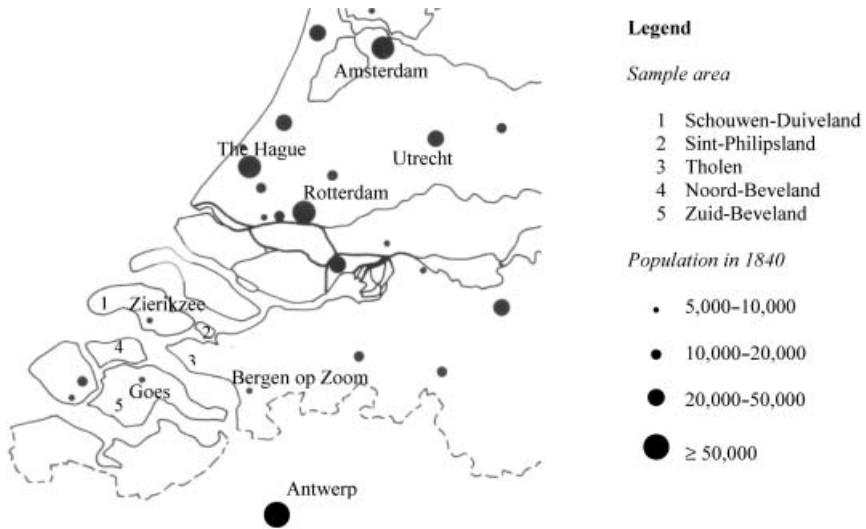 Amsterdam
The Hague
Utrecht
Rotterdam
1 Zierikzee
2
4
3
Bergen op Zoom
Goes
5
Antwerp
Legend
Sample area
1 Schouwen-Duiveland
2 Sint-Philipsland
3 Tholen
4 Noord-Beveland
5 Zuid-Beveland
Population in 1840
5,000–10,000
10,000–20,000
20,000–50,000
≥ 50,000